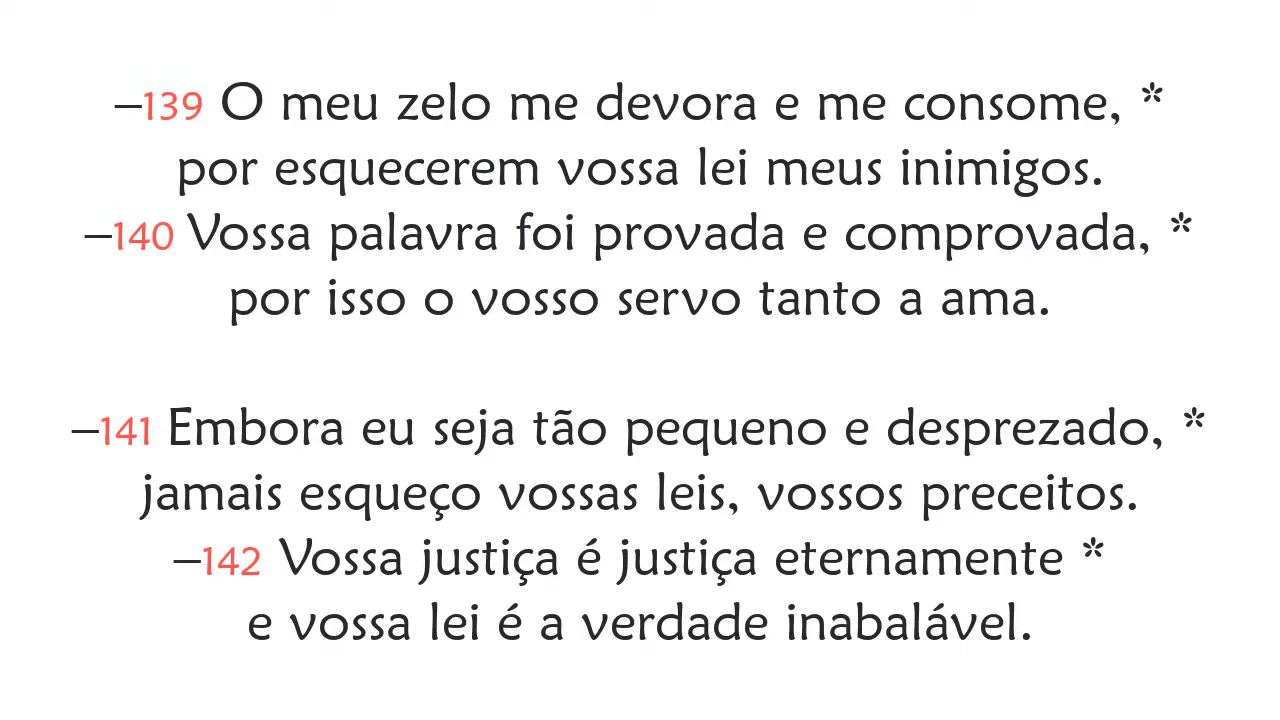 –139 O meu zelo me devora e me consome, *
por esquecerem vossa lei meus inimigos.
–140 Vossa palavra foi provada e comprovada, *
por isso o vosso servo tanto a ama.
–141 Embora eu seja tão pequeno e desprezado, *
jamais esqueço vossas leis, vossos preceitos.
–142 Vossa justiça é justiça eternamente *
e vossa lei é a verdade inabalável.